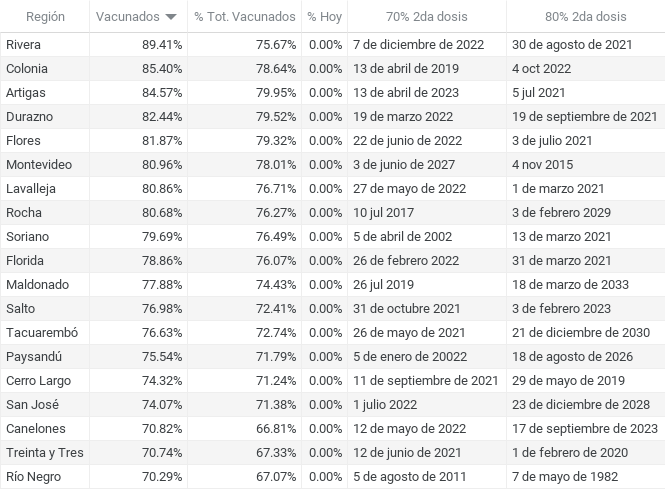 Región Vacunados % Tot. Vacunados % Hoy 70% 2da dosis 80% 2da dosis
Rivera 89.41% 75.67% 0.00% 7 de diciembre de 2022 30 de agosto de 2021
Colonia 85.40% 78.64% 0.00% 13 de abril de 2019 4 oct 2022
Artigas 84.57% 79.95% 0.00% 13 de abril de 2023 5 jul 2021
Durazno 82.44% 79.52% 0.00% 19 de marzo 2022 19 de septiembre de 2021
Flores 81.87% 79.32% 0.00% 22 de junio de 2022 3 de julio 2021
Montevideo 80.96% 78.01% 0.00% 3 de junio de 2027 4 nov 2015
Lavalleja 80.86% 76.71% 0.00% 27 de mayo de 2022 1 de marzo 2021
Rocha 80.68% 76.27% 0.00% 10 jul 2017 3 de febrero 2029
Soriano 79.69% 76.49% 0.00% 5 de abril de 2002 13 de marzo 2021
Florida 78.86% 76.07% 0.00% 26 de febrero 2022 31 de marzo 2021
Maldonado 77.88% 74.43% 0.00% 26 jul 2019 18 de marzo de 2033
Salto 76.98% 72.41% 0.00% 31 de octubre 2021 3 de febrero 2023
Tacuarembó 76.63% 72.74% 0.00% 26 de mayo de 2021 21 de diciembre de 2030
Paysandú 75.54% 71.79% 0.00% 5 de enero de 20022 18 de agosto de 2026
Cerro Largo 74.32% 71.24% 0.00% 11 de septiembre de 2021 29 de mayo de 2019
San José 74.07% 71.38% 0.00% 1 julio 2022 23 de diciembre de 2028
Canelones 70.82% 66.81% 0.00% 12 de mayo de 2022 17 de septiembre de 2023
Treinta y Tres 70.74% 67.33% 0.00% 12 de junio de 2021 1 de febrero de 2020
Río Negro 70.29% 67.07% 0.00% 5 de agosto de 2011 7 de mayo de 1982